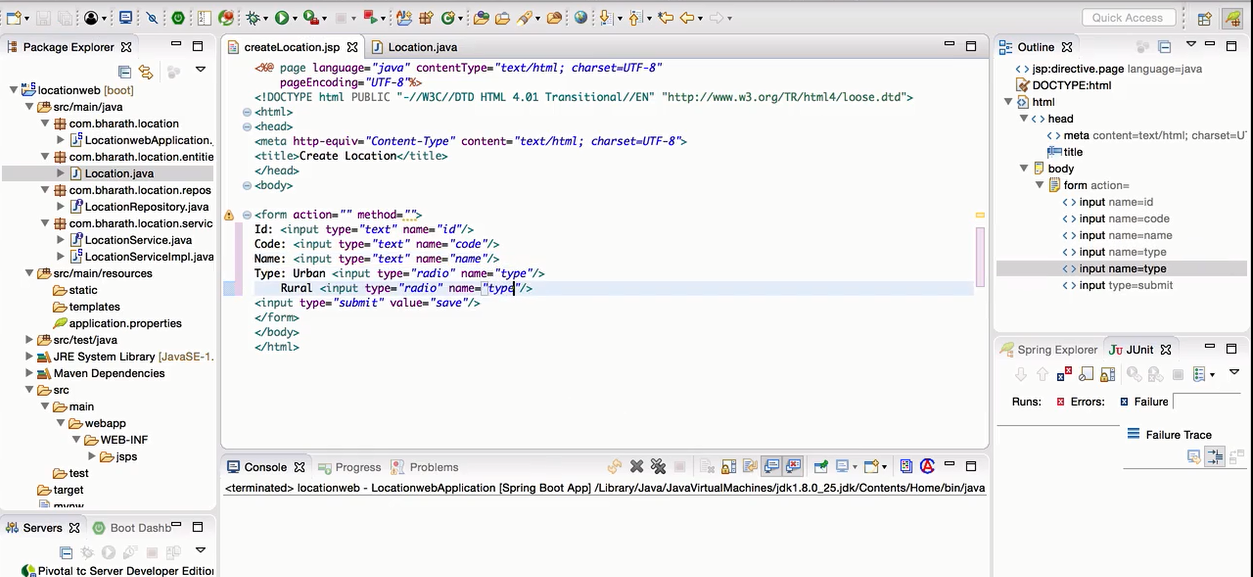 Quick Access
Package Explorer
locationweb [boot]
src/main/java
com.bharath.location
LocationwebApplication.
com.bharath.location.entitie
Location.java
com.bharath.location.repos
LocationRepository.java
com.bharath.location.servic
LocationService.java
LocationServiceImpl.java
src/main/resources
static
templates
application.properties
src/test/java
JRE System Library [JavaSE-1.
Maven Dependencies
src
main
webapp
WEB-INF
jsps
test
target
mvnw
Servers
Boot Dashb
Pivotal tc Server Developer Edition
createLocation.jsp
Location.java
<%@ page language="java" contentType="text/html; charset=UTF-8"
pageEncoding="UTF-8"%>
<!DOCTYPE html PUBLIC "-//W3C//DTD HTML 4.01 Transitional//EN" "http://www.w3.org/TR/html4/loose.dtd">
<html>
<head>
<meta http-equiv="Content-Type" content="text/html; charset=UTF-8">
<title>Create Location</title>
</head>
<body>
<form action="" method="">
Id: <input type="text" name="id"/>
Code: <input type="text" name="code"/>
Name: <input type="text" name="name"/>
Type: Urban <input type="radio" name="type"/>
Rural <input type="radio" name="type"/>
<input type="submit" value="save"/>
</form>
</body>
</html>
Console
Progress
Problems
<terminated> locationweb - LocationwebApplication [Spring Boot App] /Library/Java/JavaVirtualMachines/jdk1.8.0_25.jdk/Contents/Home/bin/java
Outline
jsp:directive.page language=java
DOCTYPE:html
html
head
meta content=text/html; charset=U
title
body
form action=
input name=id
input name=code
input name=name
input name=type
input name=type
input type=submit
Spring Explorer
JUnit
Runs:
Errors:
Failure
Failure Trace